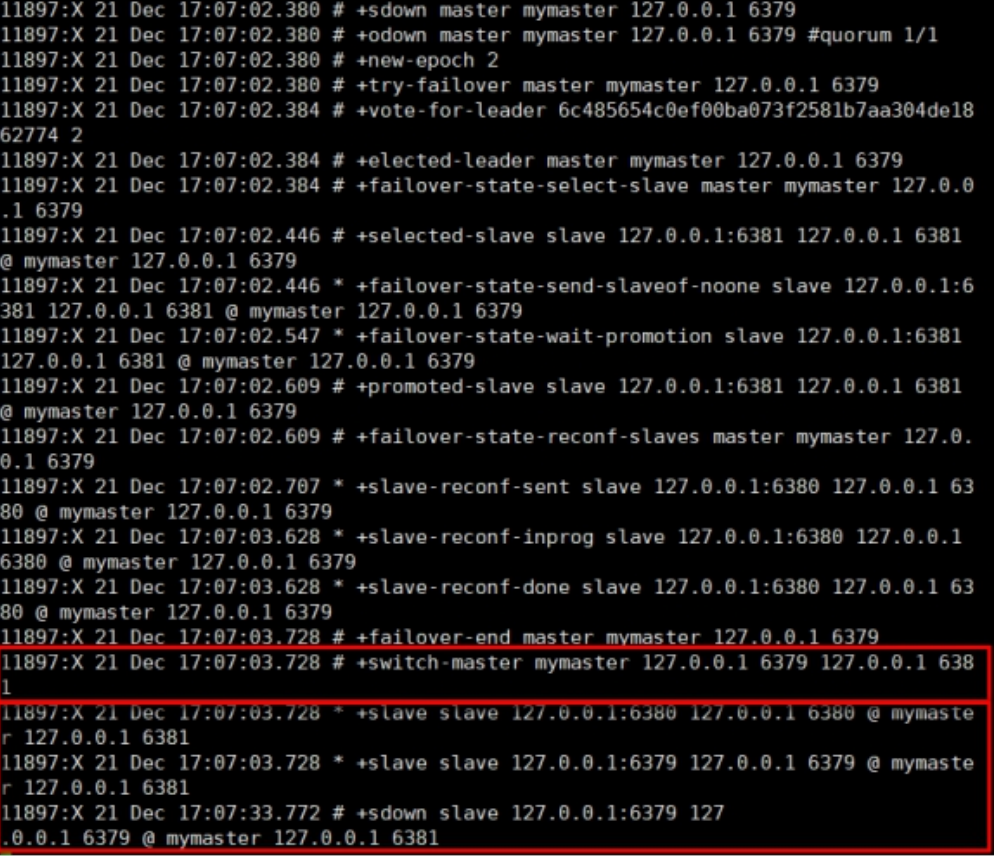 11897:X 21 Dec 17:07:02.380 # +sdown master mymaster 127.0.0.1 6379
11897:X 21 Dec 17:07:02.380 # +odown master mymaster 127.0.0.1 6379 #quorum 1/1
11897:X 21 Dec 17:07:02.380 # +new-epoch 2
11897:X 21 Dec 17:07:02.380 # +try-failover master mymaster 127.0.0.1 6379
11897:X 21 Dec 17:07:02.384 # +vote-for-leader 6c485654c0ef00ba073f2581b7aa304de18
62774 2
11897:X 21 Dec 17:07:02.384 # +elected-leader master mymaster 127.0.0.1 6379
11897:X 21 Dec 17:07:02.384 # +failover-state-select-slave master mymaster 127.0.0
.1 6379
11897:X 21 Dec 17:07:02.446 # +selected-slave slave 127.0.0.1:6381 127.0.0.1 6381
@ mymaster 127.0.0.1 6379
11897:X 21 Dec 17:07:02.446 * +failover-state-send-slaveof-noone slave 127.0.0.1:6
381 127.0.0.1 6381 @ mymaster 127.0.0.1 6379
11897:X 21 Dec 17:07:02.547 * +failover-state-wait-promotion slave 127.0.0.1:6381
127.0.0.1 6381 @ mymaster 127.0.0.1 6379
11897:X 21 Dec 17:07:02.609 # +promoted-slave slave 127.0.0.1:6381 127.0.0.1 6381
@ mymaster 127.0.0.1 6379
11897:X 21 Dec 17:07:02.609 # +failover-state-reconf-slaves master mymaster 127.0.
0.1 6379
11897:X 21 Dec 17:07:02.707 * +slave-reconf-sent slave 127.0.0.1:6380 127.0.0.1 63
80 @ mymaster 127.0.0.1 6379
11897:X 21 Dec 17:07:03.628 * +slave-reconf-inprog slave 127.0.0.1:6380 127.0.0.1
6380 @ mymaster 127.0.0.1 6379
11897:X 21 Dec 17:07:03.628 * +slave-reconf-done slave 127.0.0.1:6380 127.0.0.1 63
80 @ mymaster 127.0.0.1 6379
11897:X 21 Dec 17:07:03.728 # +failover-end master mymaster 127.0.0.1 6379
11897:X 21 Dec 17:07:03.728 # +switch-master mymaster 127.0.0.1 6379 127.0.0.1 638
1
11897:X 21 Dec 17:07:03.728 * +slave slave 127.0.0.1:6380 127.0.0.1 6380 @ mymaste
r 127.0.0.1 6381
11897:X 21 Dec 17:07:03.728 * +slave slave 127.0.0.1:6379 127.0.0.1 6379 @ mymaste
r 127.0.0.1 6381
11897:X 21 Dec 17:07:33.772 # +sdown slave 127.0.0.1:6379 127
.0.0.1 6379 @ mymaster 127.0.0.1 6381